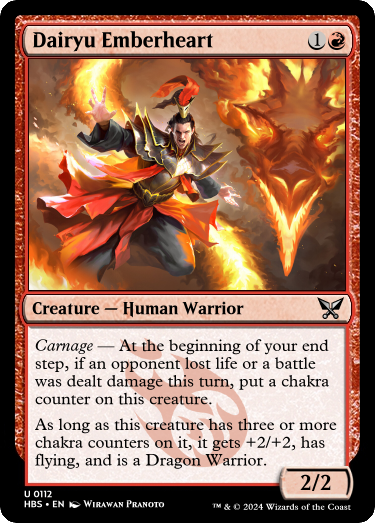 Dairyu Emberheart 1
Creature — Human Warrior
Carnage — At the beginning of your end
step, if an opponent lost life or a battle
was dealt damage this turn, put a chakra
counter on this creature.
As long as this creature has three or more
chakra counters on it, it gets +2/+2, has
flying, and is a Dragon Warrior.
2/2
U 0112
HBS • EN Wirawan Pranoto
™ & © 2024 Wizards of the Coast